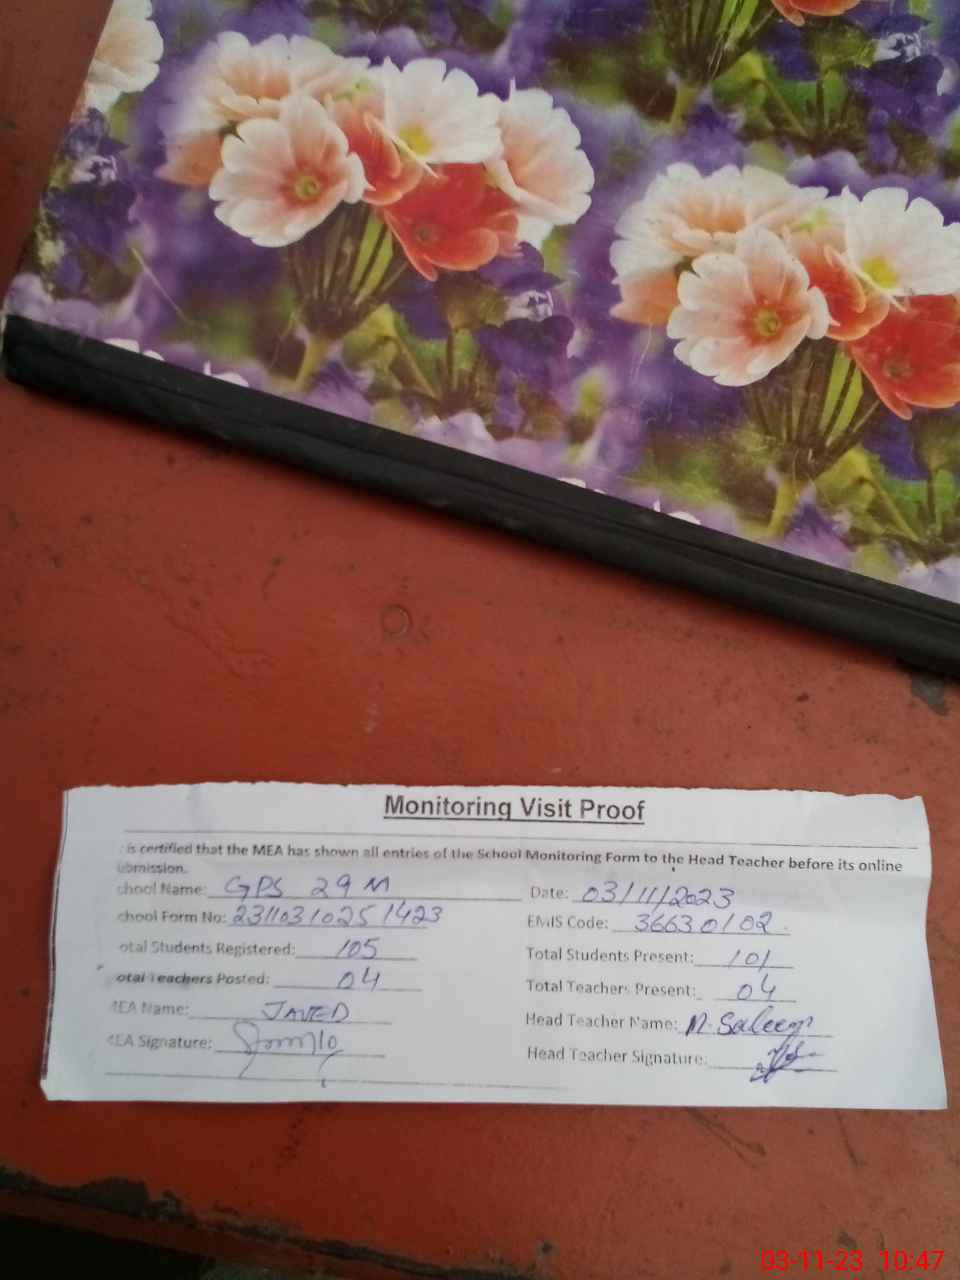 Monitoring Visit Proof
is certified that the MEA has shown all entries of the School Monitoring Form to the Head Teacher before its online
ubmission.
chool Name: GPS 29 M Date: 03/11/2023
chool Form No: 2311031025 1423 EMIS Code: 36630102
otal Students Registered: 105 Total Students Present: 101
otal Teachers Posted: 04 Total Teachers Present: 04
MEA Name: JAVED Head Teacher Name: M. Saleem
MEA Signature: Head Teacher Signature:
03-11-23 10:47